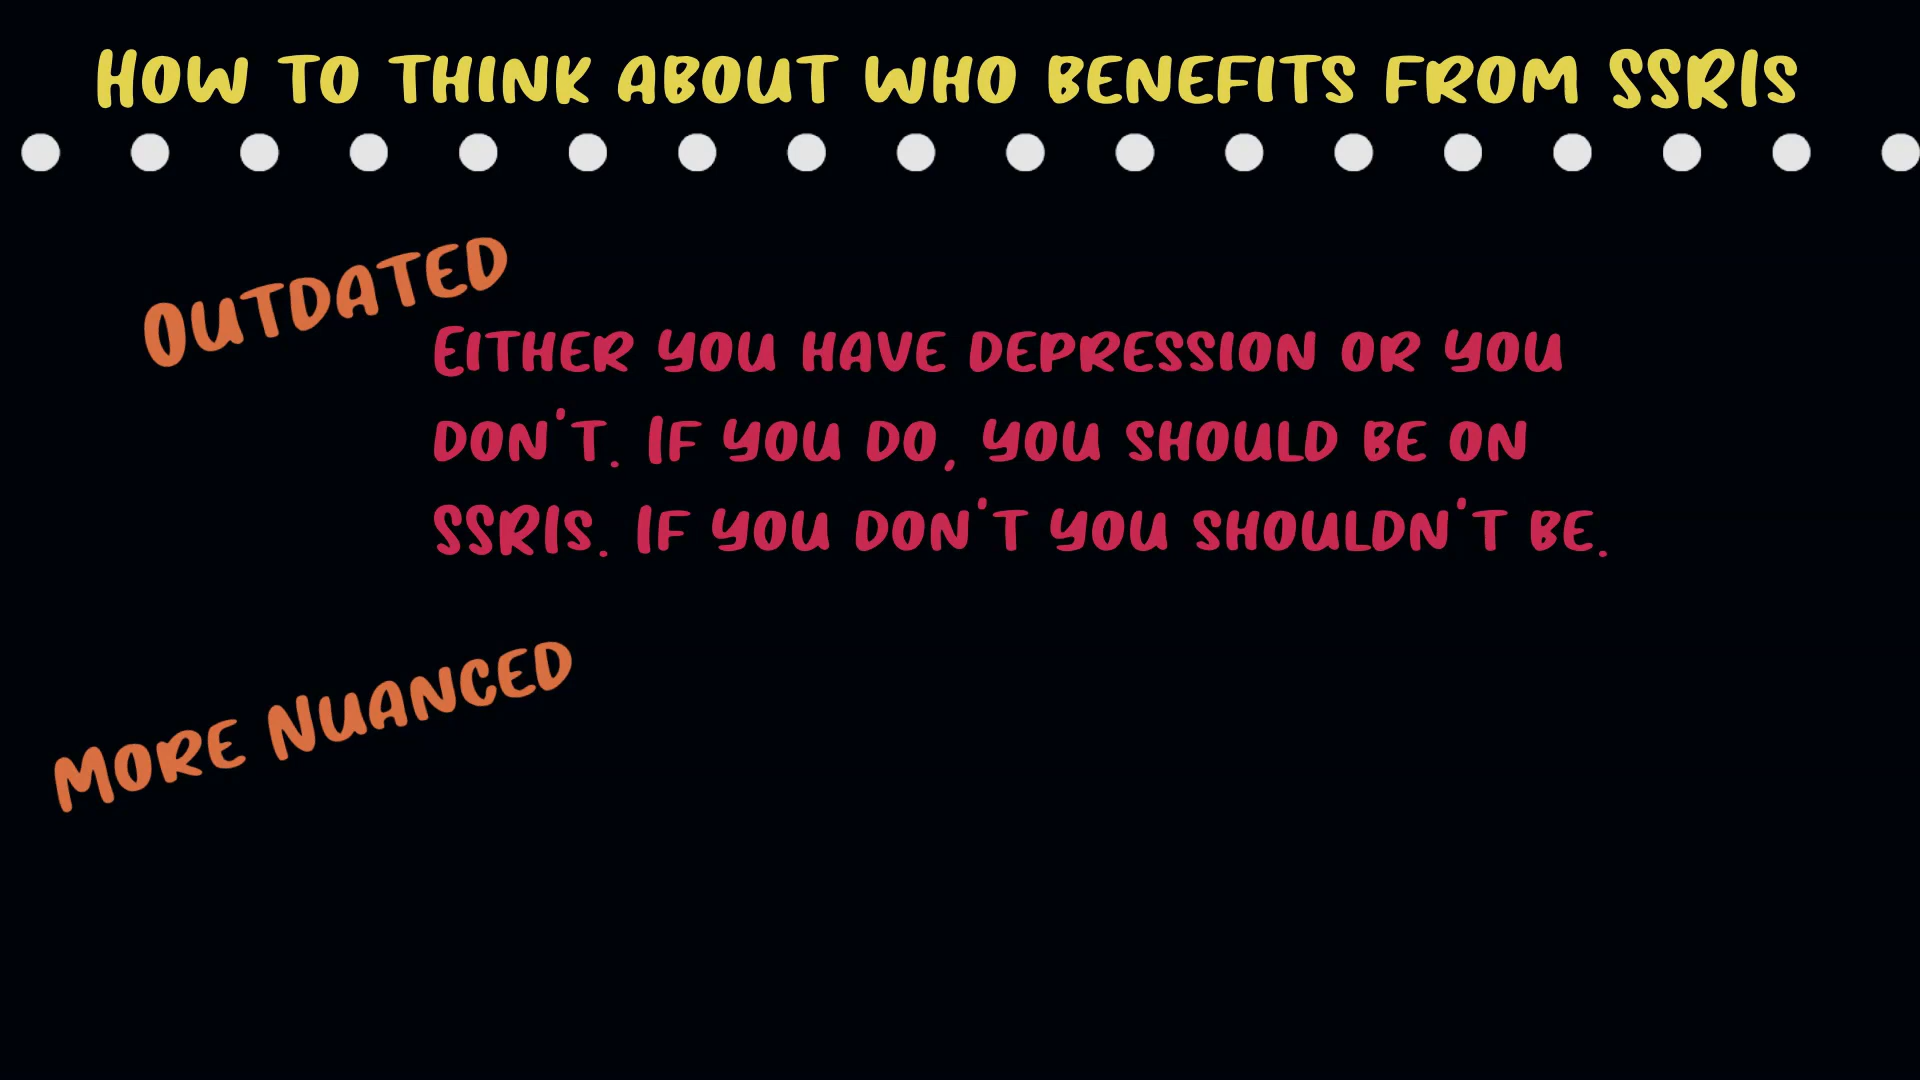 How to think about who benefits from SSRIs
Outdated
Either you have depression or you
don't. If you do, you should be on
SSRIs. If you don't you shouldn't be.
More Nuanced